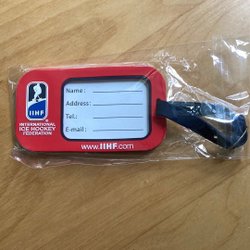 IIHF
INTERNATIONAL
ICE HOCKEY
FEDERATION
Name:
Address:
Tel.:
E-mail:
www.IIHF.com